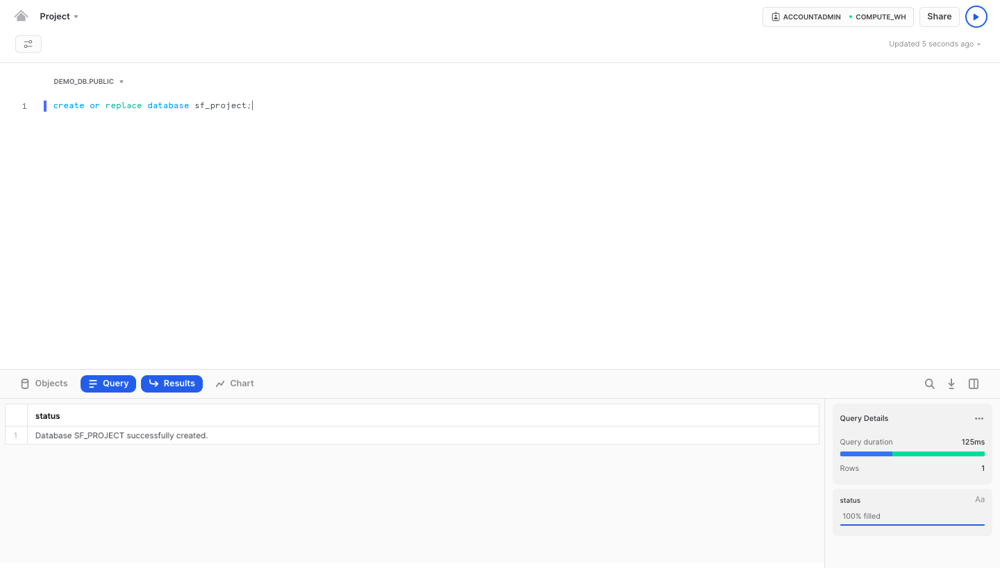 Project
ACCOUNTADMIN COMPUTE_WH
Share
Updated 5 seconds ago
DEMO_DB.PUBLIC
1 create or replace database sf_project;
Objects Query Results Chart
status
1 Database SF_PROJECT successfully created.
Query Details
Query duration 125ms
Rows 1
status Aa
100% filled